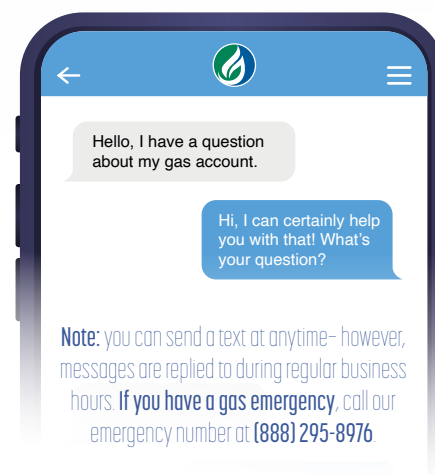 Hello, I have a question
about my gas account.
Hi, I can certainly help
you with that! What's
your question?
Note: you can send a text at anytime– however,
messages are replied to during regular business
hours. If you have a gas emergency, call our
emergency number at (888) 295-8976.